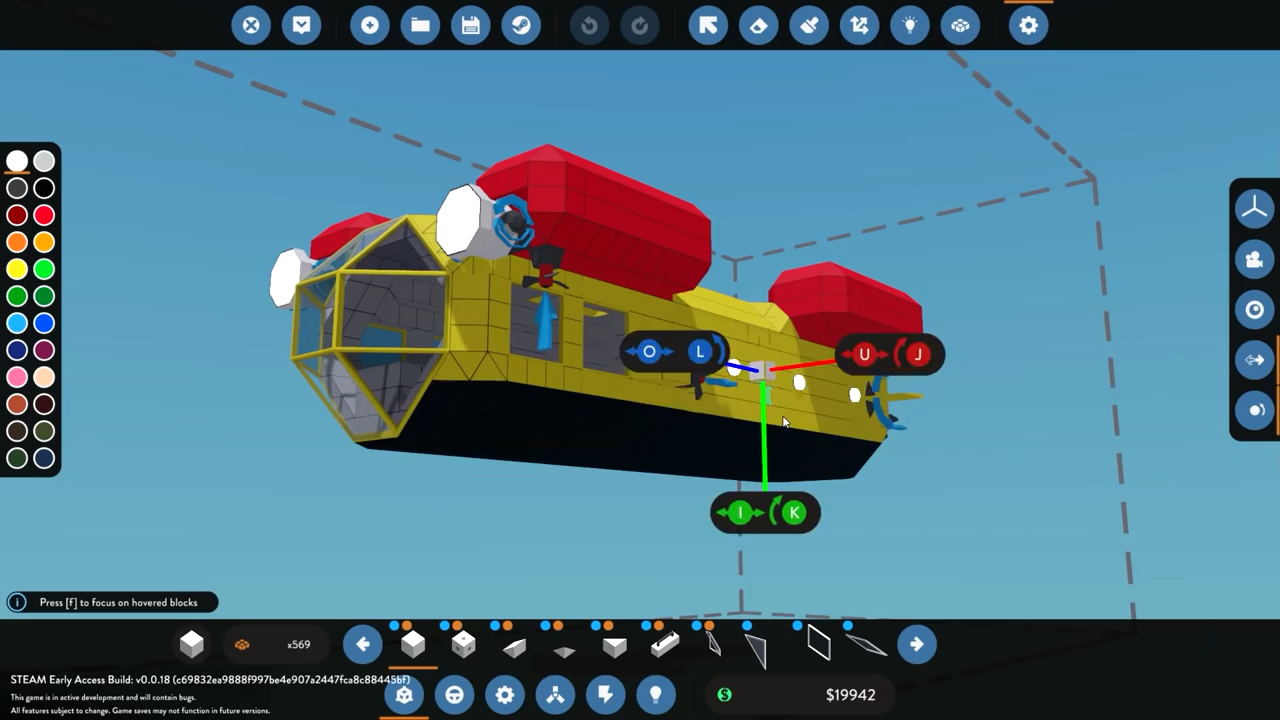 O L
U J
I K
Press [f] to focus on hovered blocks
x569
STEAM Early Access Build: v0.0.18 (c69832ea9888f997be4e907a2447fca8c88445bf)
This game is in active development and will contain bugs.
All features subject to change. Game saves may not function in future versions.
$ $19942